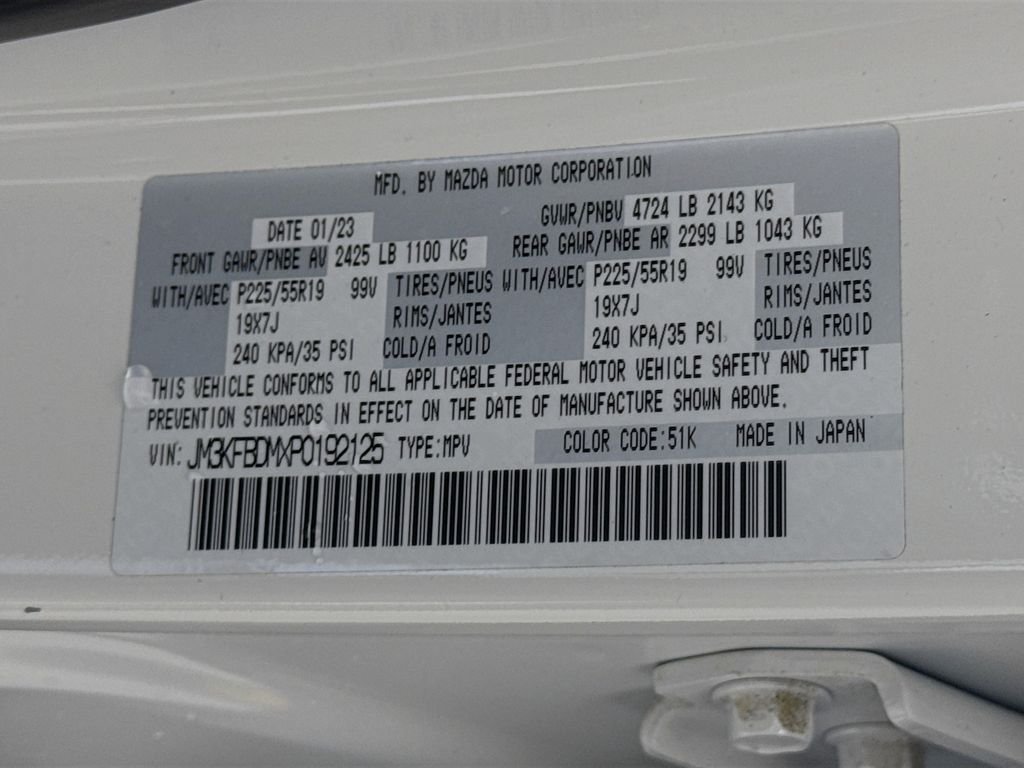 MFD. BY MAZDA MOTOR CORPORATION
DATE 01/23 GVWR/PNBV 4724 LB 2143 KG
FRONT GAWR/PNBE AV 2425 LB 1100 KG REAR GAWR/PNBE AR 2299 LB 1043 KG
WITH/AVEC P225/55R19 99V TIRES/PNEUS WITH/AVEC P225/55R19 99V TIRES/PNEUS
19X7J RIMS/JANTES 19X7J RIMS/JANTES
240 KPA/35 PSI COLD/A FROID 240 KPA/35 PSI COLD/A FROID
THIS VEHICLE CONFORMS TO ALL APPLICABLE FEDERAL MOTOR VEHICLE SAFETY AND THEFT
PREVENTION STANDARDS IN EFFECT ON THE DATE OF MANUFACTURE SHOWN ABOVE.
VIN: JM3KFBDMXP0192125 TYPE:MPV COLOR CODE:51K MADE IN JAPAN